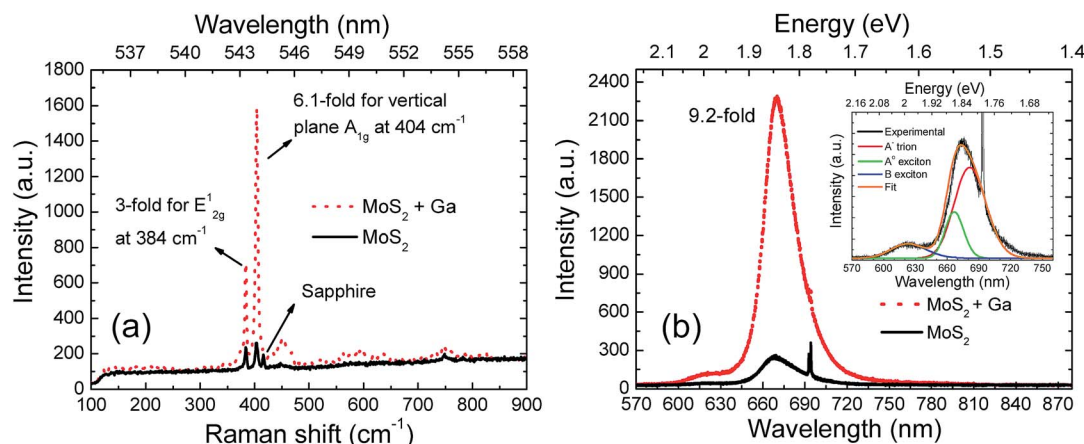 Wavelength (nm)
537 540 543 546 549 552 555 558
1800
1600
1400
1200
1000
800
600
400
200
0
Intensity (a.u.)
6.1-fold for vertical
plane A1g at 404 cm-1
3-fold for E12g
at 384 cm-1
MoS2 + Ga
MoS2
Sapphire
(a)
100 200 300 400 500 600 700 800 900
Raman shift (cm-1)
Energy (eV)
2.1 2 1.9 1.8 1.7 1.6 1.5 1.4
2400
2100
1800
1500
1200
900
600
300
0
Intensity (a.u.)
9.2-fold
Energy (eV)
2.16 2.08 2 1.92 1.84 1.76 1.68
Experimental
A- trion
Ao exciton
B exciton
Fit
Intensity (a.u.)
570 600 630 660 690 720 750
Wavelength (nm)
MoS2 + Ga
MoS2
(b)
570 600 630 660 690 720 750 780 810 840 870
Wavelength (nm)